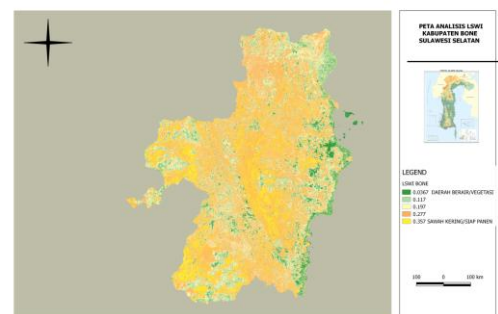 PETA ANALISIS LSWI
KABUPATEN BONE
SULAWESI SELATAN
LEGEND
LSWI BONE
0.0367 DAERAH BERAIR/VEGETASI
0.117
0.197
0.277
0.357 SAWAH KERING/SIAP PANEN
100 0 100 km